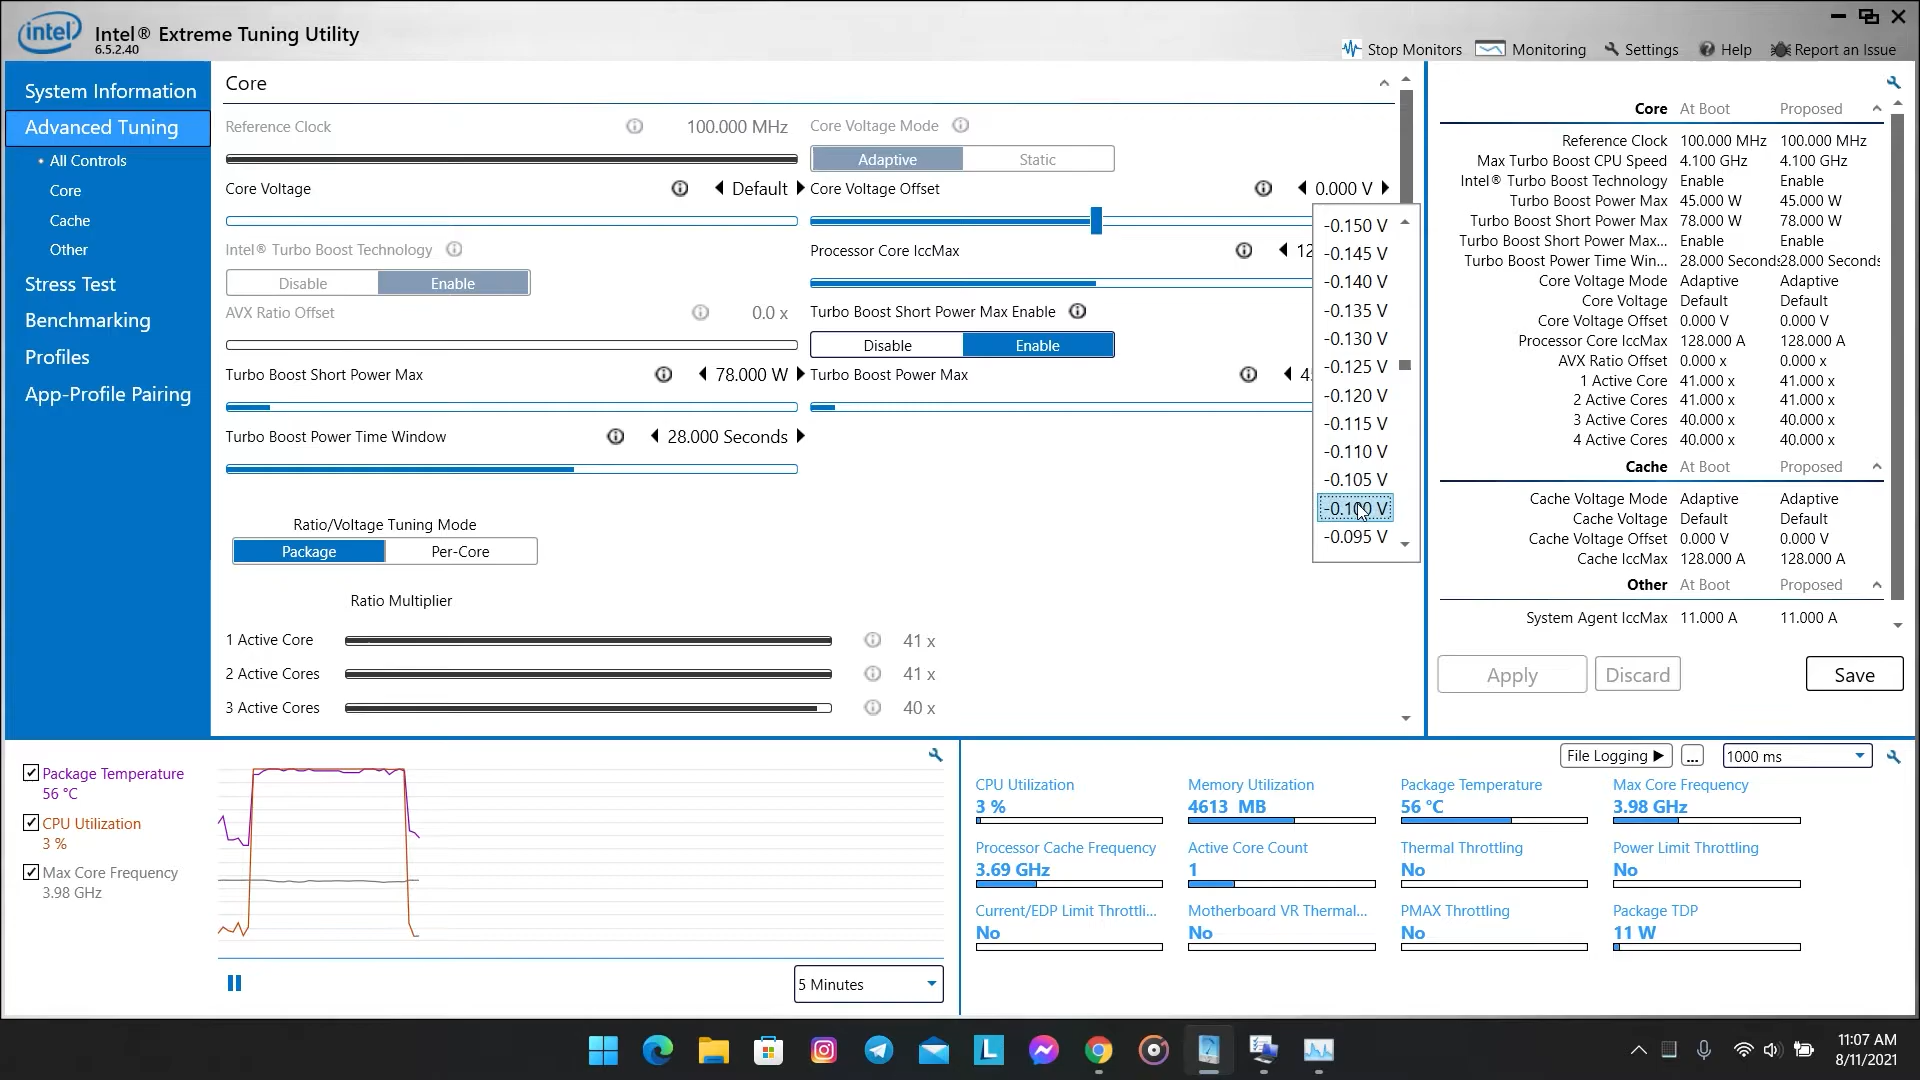 intel
Intel® Extreme Tuning Utility
6.5.2.40
Stop Monitors Monitoring Settings Help Report an Issue
System Information
Advanced Tuning
• All Controls
Core
Cache
Other
Stress Test
Benchmarking
Profiles
App-Profile Pairing
Core
Reference Clock 100.000 MHz
Core Voltage Mode
Adaptive Static
Core Voltage Default
Core Voltage Offset 0.000 V
Intel® Turbo Boost Technology
Disable Enable
Processor Core IccMax 12
AVX Ratio Offset 0.0 x
Turbo Boost Short Power Max Enable
Disable Enable
Turbo Boost Short Power Max 78.000 W
Turbo Boost Power Max 4
Turbo Boost Power Time Window 28.000 Seconds
-0.150 V
-0.145 V
-0.140 V
-0.135 V
-0.130 V
-0.125 V
-0.120 V
-0.115 V
-0.110 V
-0.105 V
-0.100 V
-0.095 V
Ratio/Voltage Tuning Mode
Package Per-Core
Ratio Multiplier
1 Active Core 41 x
2 Active Cores 41 x
3 Active Cores 40 x
Core At Boot Proposed
Reference Clock 100.000 MHz 100.000 MHz
Max Turbo Boost CPU Speed 4.100 GHz 4.100 GHz
Intel® Turbo Boost Technology Enable Enable
Turbo Boost Power Max 45.000 W 45.000 W
Turbo Boost Short Power Max 78.000 W 78.000 W
Turbo Boost Short Power Max... Enable Enable
Turbo Boost Power Time Win... 28.000 Seconds 28.000 Seconds
Core Voltage Mode Adaptive Adaptive
Core Voltage Default Default
Core Voltage Offset 0.000 V 0.000 V
Processor Core IccMax 128.000 A 128.000 A
AVX Ratio Offset 0.000 x 0.000 x
1 Active Core 41.000 x 41.000 x
2 Active Cores 41.000 x 41.000 x
3 Active Cores 40.000 x 40.000 x
4 Active Cores 40.000 x 40.000 x
Cache At Boot Proposed
Cache Voltage Mode Adaptive Adaptive
Cache Voltage Default Default
Cache Voltage Offset 0.000 V 0.000 V
Cache IccMax 128.000 A 128.000 A
Other At Boot Proposed
System Agent IccMax 11.000 A 11.000 A
Apply Discard Save
Package Temperature
56 °C
CPU Utilization
3 %
Max Core Frequency
3.98 GHz
5 Minutes
File Logging ... 1000 ms
CPU Utilization Memory Utilization Package Temperature Max Core Frequency
3 % 4613 MB 56 °C 3.98 GHz
Processor Cache Frequency Active Core Count Thermal Throttling Power Limit Throttling
3.69 GHz 1 No No
Current/EDP Limit Throttli... Motherboard VR Thermal... PMAX Throttling Package TDP
No No No 11 W
L
11:07 AM
8/11/2021